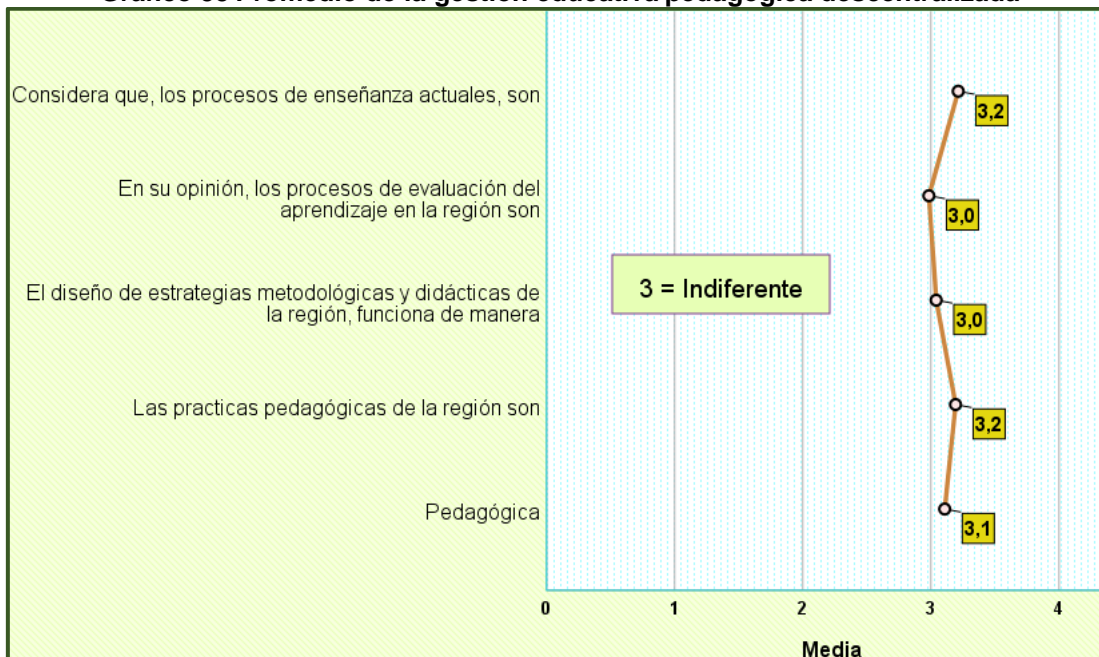 Considera que, los procesos de enseñanza actuales, son
3,2
En su opinión, los procesos de evaluación del
aprendizaje en la región son
3,0
3 = Indiferente
El diseño de estrategias metodológicas y didácticas de
la región, funciona de manera
3,0
Las practicas pedagógicas de la región son
3,2
Pedagógica
3,1
0 1 2 3 4
Media